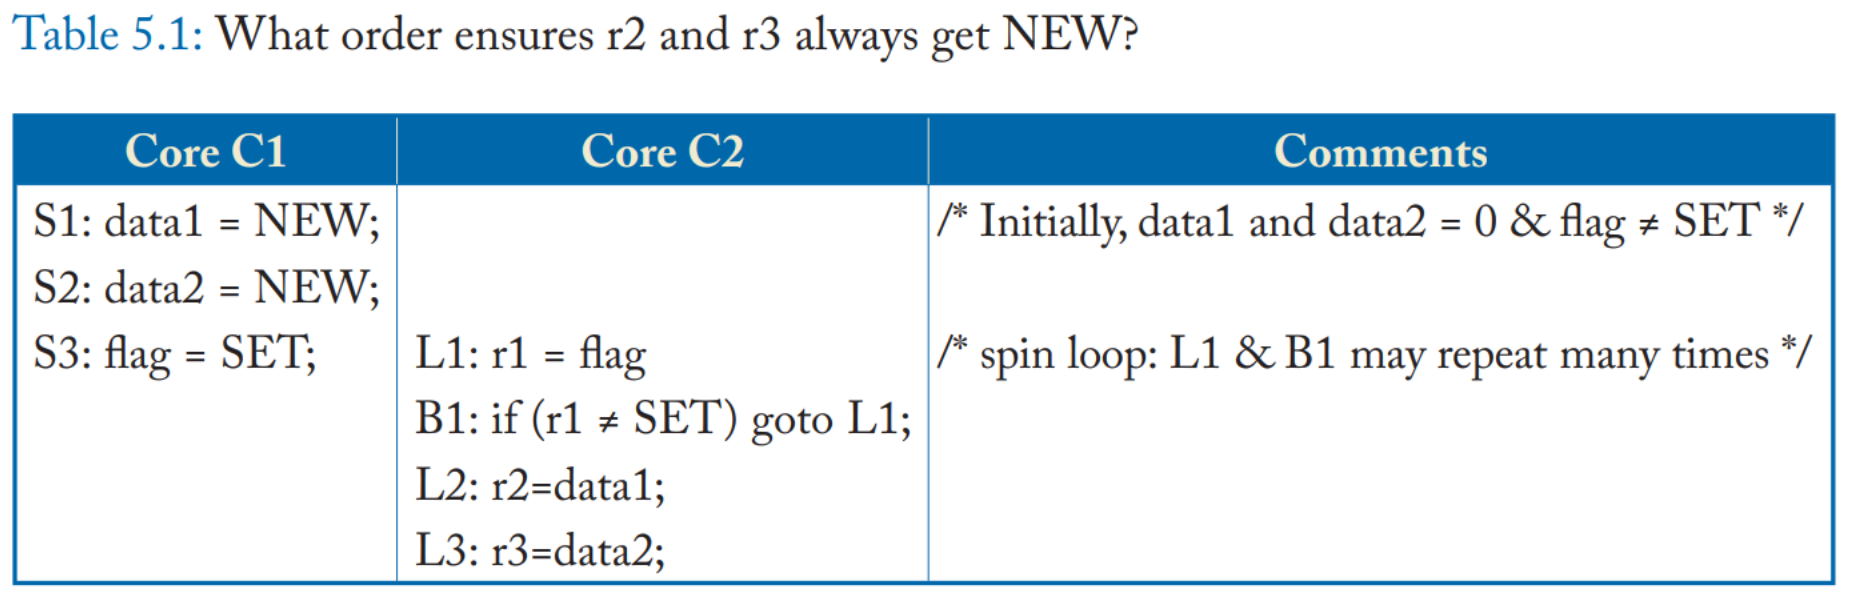 Table 5.1: What order ensures r2 and r3 always get NEW?
Core C1 Core C2 Comments
S1: data1 = NEW; /* Initially, data1 and data2 = 0 & flag ≠ SET */
S2: data2 = NEW;
S3: flag = SET; L1: r1 = flag /* spin loop: L1 & B1 may repeat many times */
B1: if (r1 ≠ SET) goto L1;
L2: r2=data1;
L3: r3=data2;